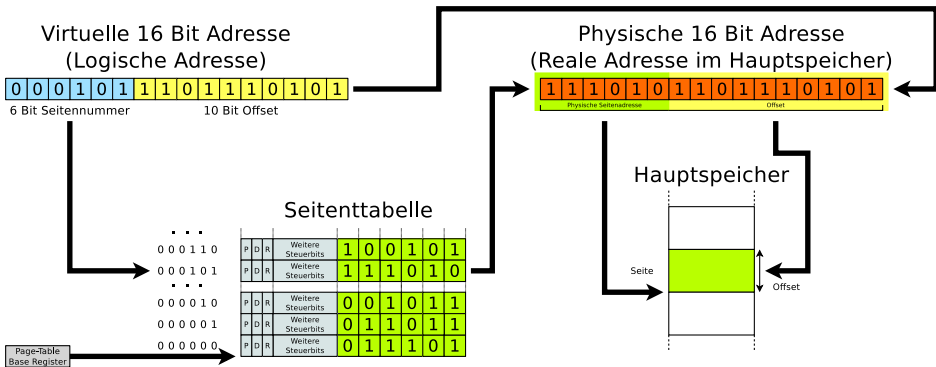 Virtuelle 16 Bit Adresse
(Logische Adresse)
0 0 0 1 0 1 1 1 0 1 1 1 0 1 0 1
6 Bit Seitennummer
10 Bit Offset
Physische 16 Bit Adresse
(Reale Adresse im Hauptspeicher)
1 1 1 0 1 0 1 1 0 1 1 1 0 1 0 1
Physische Seitenadresse
Offset
Hauptspeicher
Seite
Offset
Seitenttabelle
. . .
0 0 0 1 1 0
P D R Weitere Steuerbits 1 0 0 1 0 1
0 0 0 1 0 1
P D R Weitere Steuerbits 1 1 1 0 1 0
. . .
0 0 0 0 1 0
P D R Weitere Steuerbits 0 0 1 0 1 1
0 0 0 0 0 1
P D R Weitere Steuerbits 0 1 1 0 1 1
0 0 0 0 0 0
P D R Weitere Steuerbits 0 1 1 1 0 1
Page-Table
Base Register